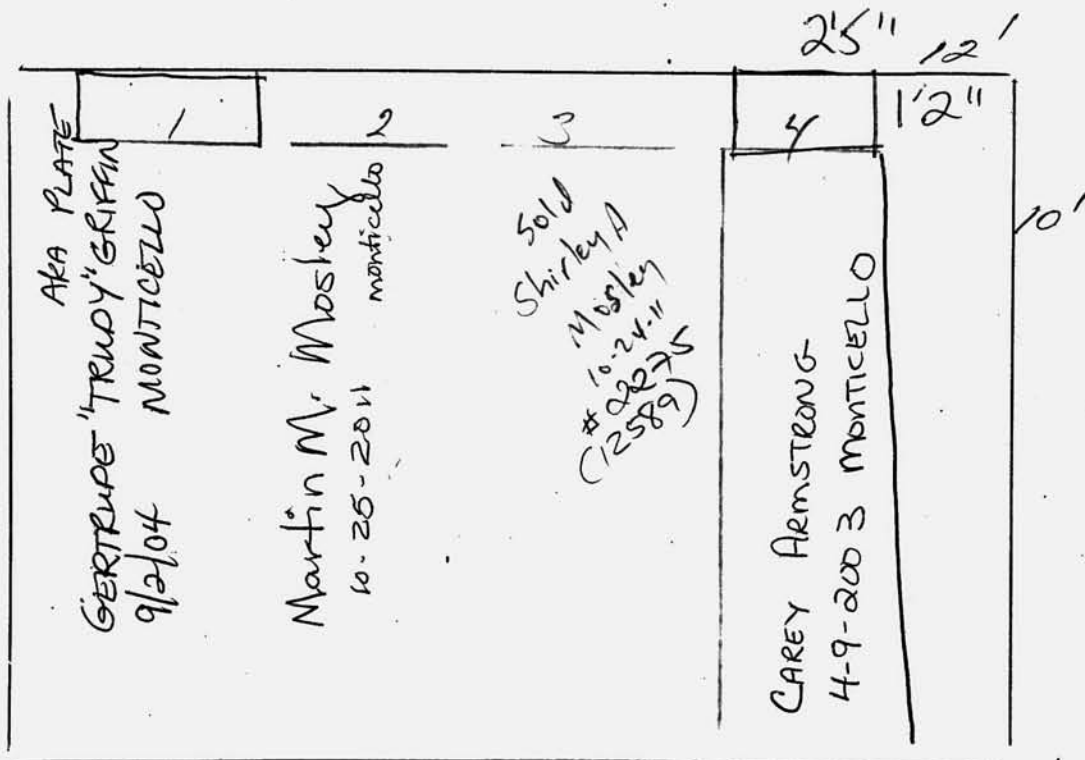 2'5" 12'
1'2"
10'
1
AKA PLATE
GERTRUDE "TRUDY" GRIFFIN
9/2/04 MONTICELLO
2
Martin M. Mosley
10-25-2011 monticello
3
Sold
Shirley A
Mosley
10-24-11
# 22275
(12589)
4
CAREY ARMSTRONG
4-9-2003 MONTICELLO